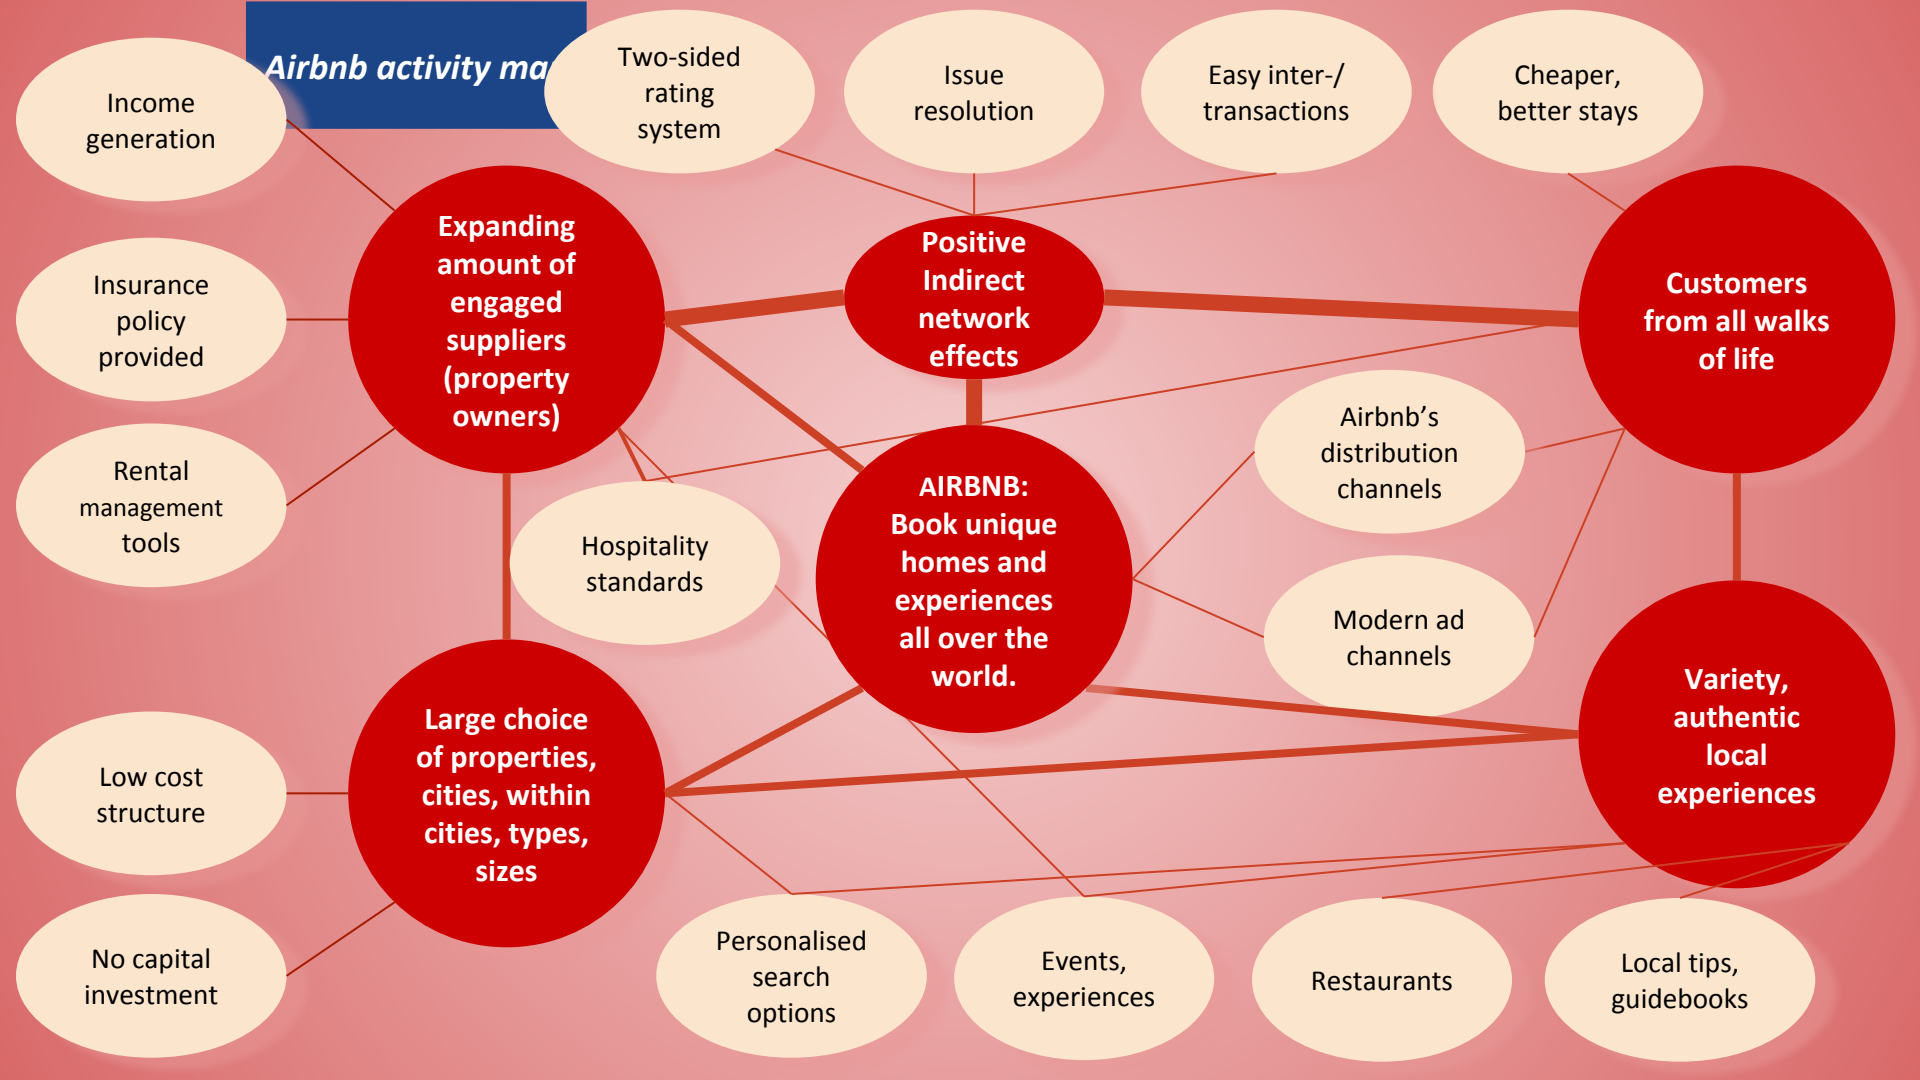 Airbnb activity ma
Income
generation
Two-sided
rating
system
Issue
resolution
Easy inter-/
transactions
Cheaper,
better stays
Expanding
amount of
engaged
suppliers
(property
owners)
Positive
Indirect
network
effects
Customers
from all walks
of life
Insurance
policy
provided
Rental
management
tools
Hospitality
standards
AIRBNB:
Book unique
homes and
experiences
all over the
world.
Airbnb’s
distribution
channels
Modern ad
channels
Variety,
authentic
local
experiences
Large choice
of properties,
cities, within
cities, types,
sizes
Low cost
structure
No capital
investment
Personalised
search
options
Events,
experiences
Restaurants
Local tips,
guidebooks